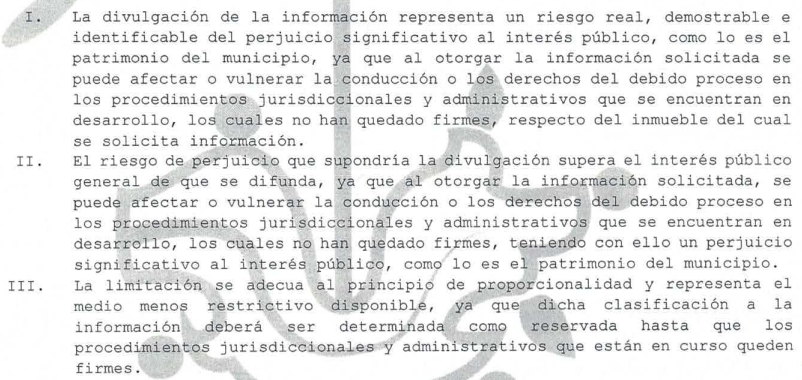 I. La divulgación de la información representa un riesgo real, demostrable e
identificable del perjuicio significativo al interés público, como lo es el
patrimonio del municipio, ya que al otorgar la información solicitada se
puede afectar o vulnerar la conducción o los derechos del debido proceso en
los procedimientos jurisdiccionales y administrativos que se encuentran en
desarrollo, los cuales no han quedado firmes, respecto del inmueble del cual
se solicita información.
II. El riesgo de perjuicio que supondría la divulgación supera el interés público
general de que se difunda, ya que al otorgar la información solicitada, se
puede afectar o vulnerar la conducción o los derechos del debido proceso en
los procedimientos jurisdiccionales y administrativos que se encuentran en
desarrollo, los cuales no han quedado firmes, teniendo con ello un perjuicio
significativo al interés público, como lo es el patrimonio del municipio.
III. La limitación se adecua al principio de proporcionalidad y representa el
medio menos restrictivo disponible, ya que dicha clasificación a la
información deberá ser determinada como reservada hasta que los
procedimientos jurisdiccionales y administrativos que están en curso queden
firmes.